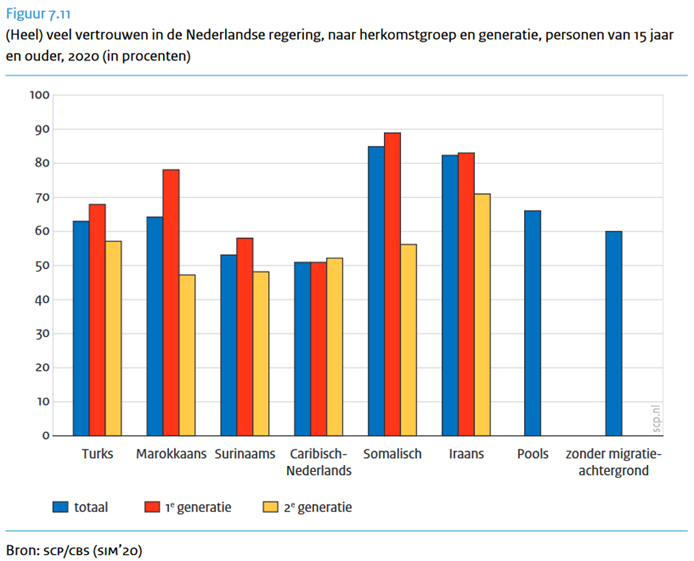 Figuur 7.11
(Heel) veel vertrouwen in de Nederlandse regering, naar herkomstgroep en generatie, personen van 15 jaar
en ouder, 2020 (in procenten)
100
90
80
70
60
50
40
30
20
10
0
scp.nl
Turks Marokkaans Surinaams Caribisch- Somalisch Iraans Pools zonder migratie-
Nederlands achtergrond
totaal 1e generatie 2e generatie
Bron: SCP/CBS (SIM'20)